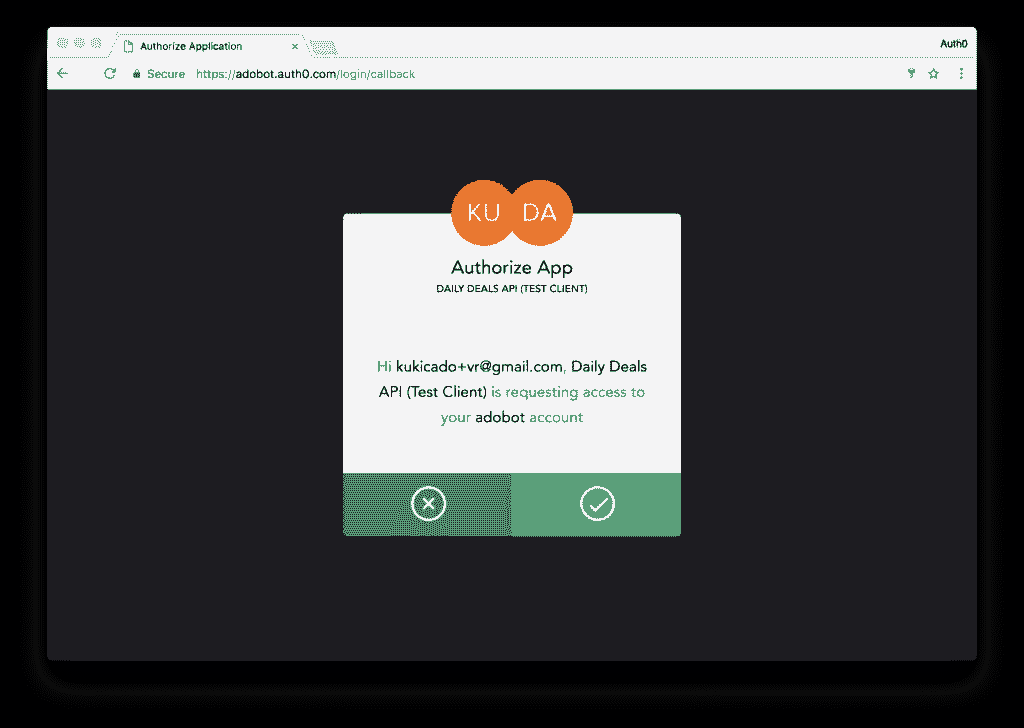 Authorize Application
Auth0
Secure https://adobot.auth0.com/login/callback
KU DA
Authorize App
DAILY DEALS API (TEST CLIENT)
Hi kukicado+vr@gmail.com, Daily Deals
API (Test Client) is requesting access to
your adobot account